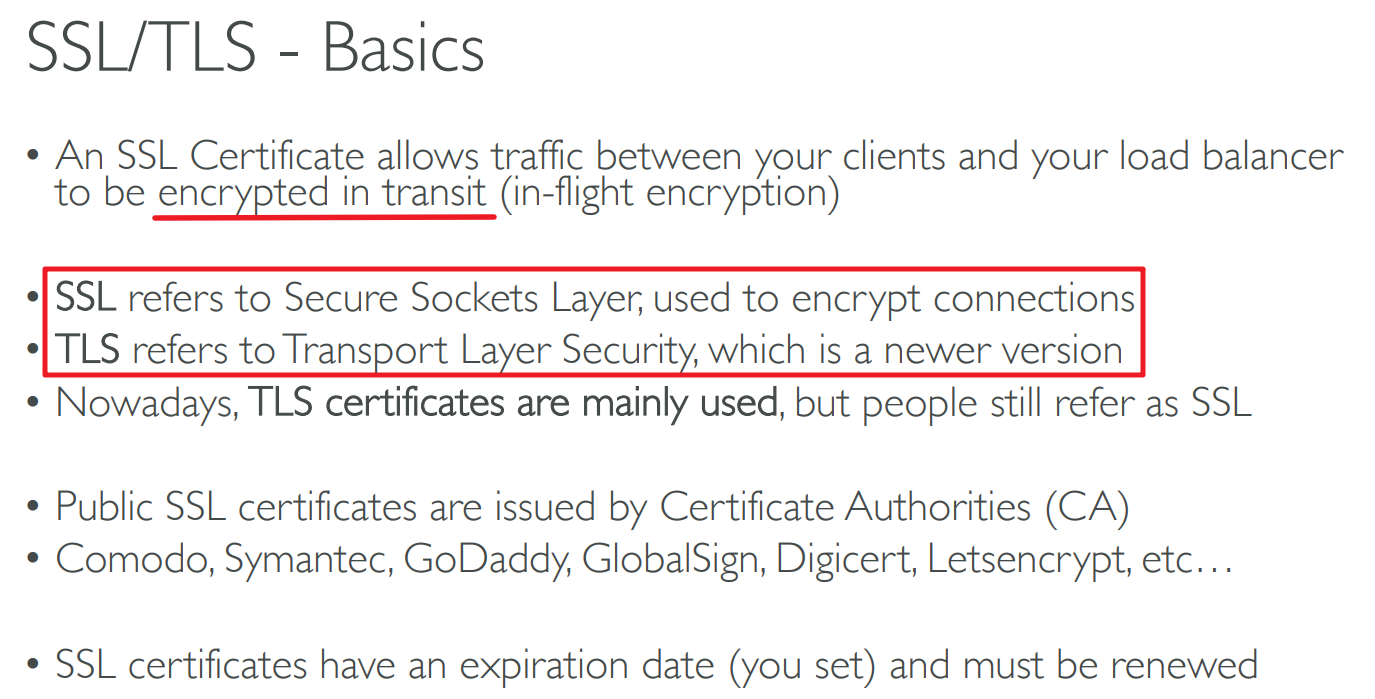 SSL/TLS - Basics
• An SSL Certificate allows traffic between your clients and your load balancer
to be encrypted in transit (in-flight encryption)
• SSL refers to Secure Sockets Layer, used to encrypt connections
• TLS refers to Transport Layer Security, which is a newer version
• Nowadays, TLS certificates are mainly used, but people still refer as SSL
• Public SSL certificates are issued by Certificate Authorities (CA)
• Comodo, Symantec, GoDaddy, GlobalSign, Digicert, Letsencrypt, etc…
• SSL certificates have an expiration date (you set) and must be renewed